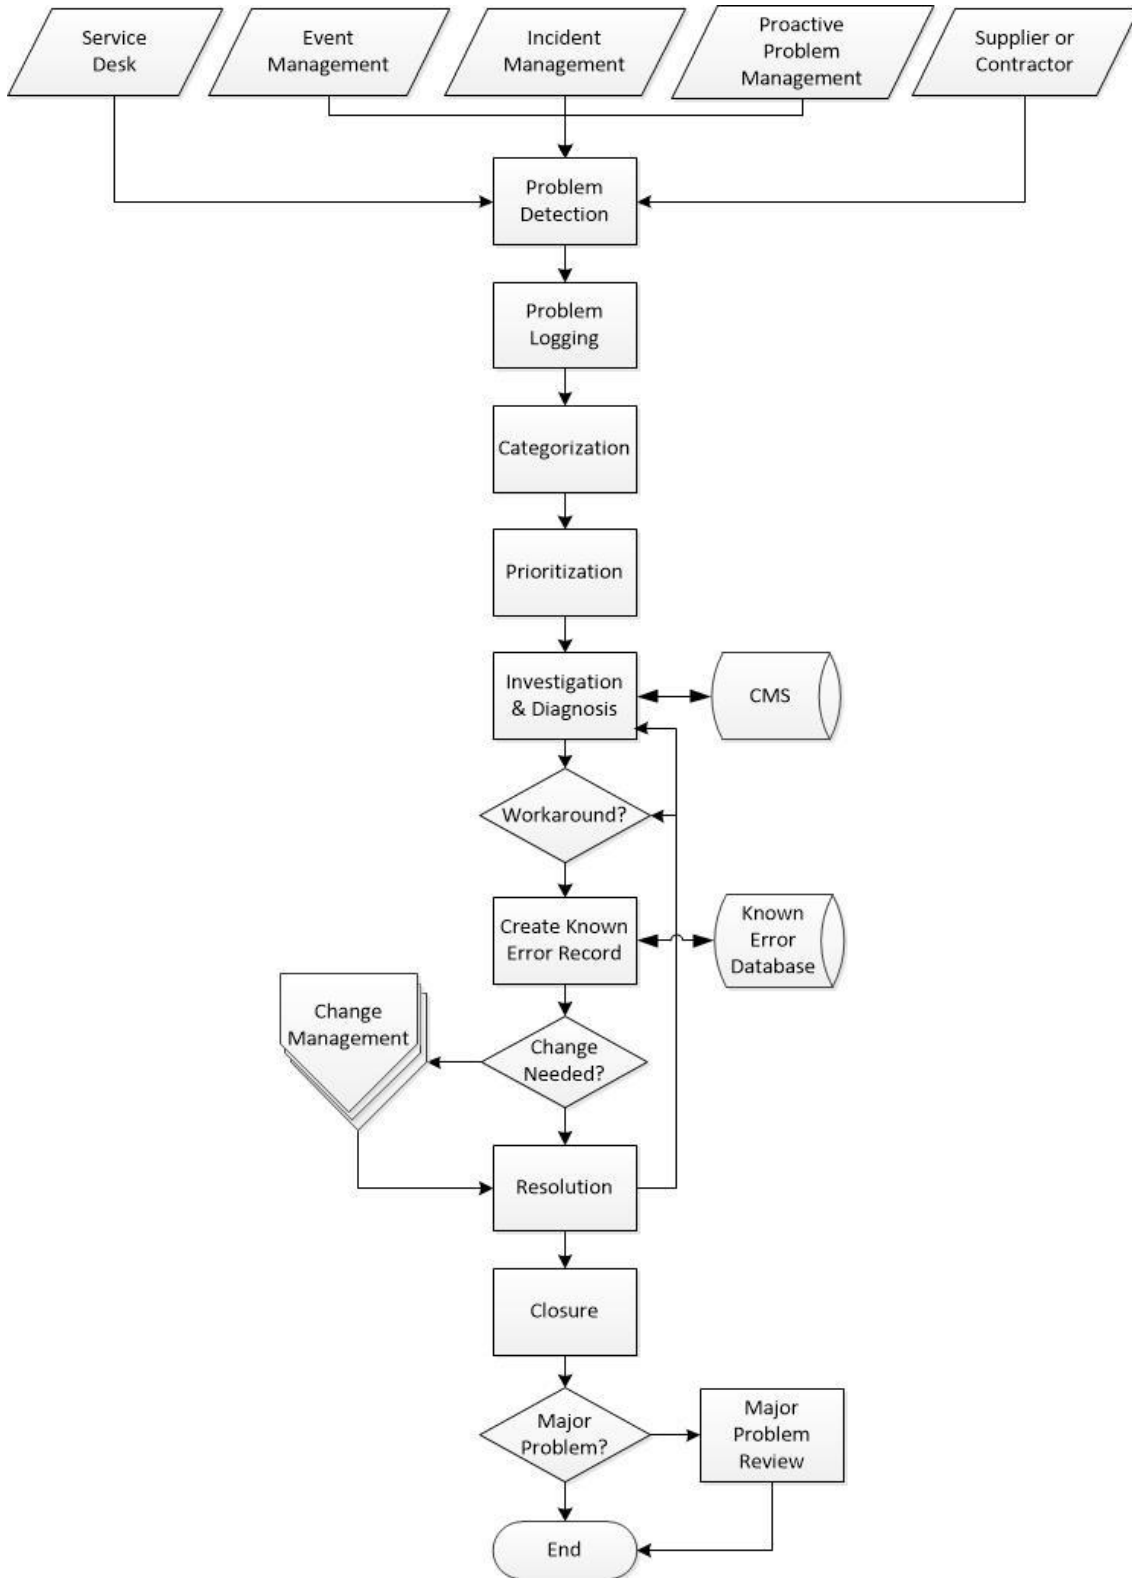 Service
Desk
Event
Management
Incident
Management
Proactive
Problem
Management
Supplier or
Contractor
Problem
Detection
Problem
Logging
Categorization
Prioritization
Investigation
& Diagnosis
CMS
Workaround?
Create Known
Error Record
Known
Error
Database
Change
Management
Change
Needed?
Resolution
Closure
Major
Problem?
Major
Problem
Review
End